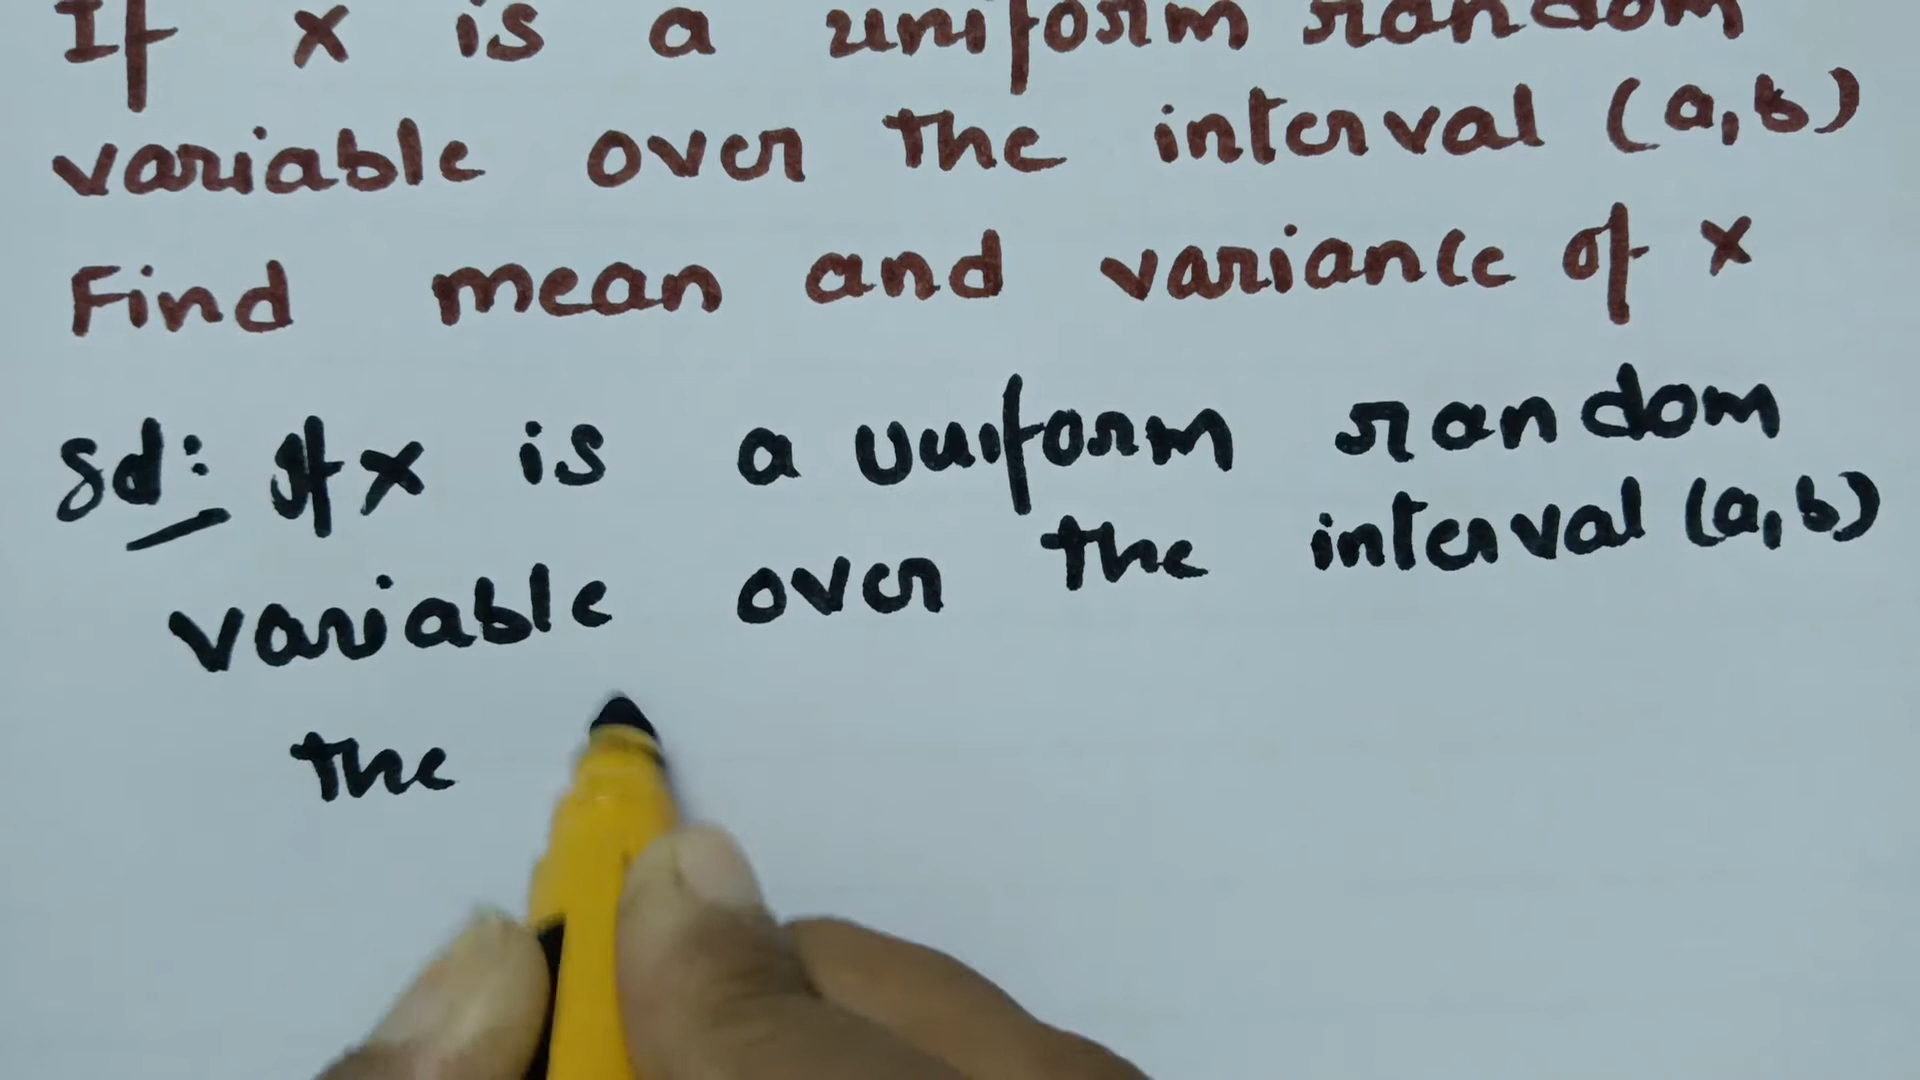 If x is a uniform random
variable over the interval (a,b)
Find mean and variance of x
Sol: If x is a uniform random
variable over the interval (a,b)
the